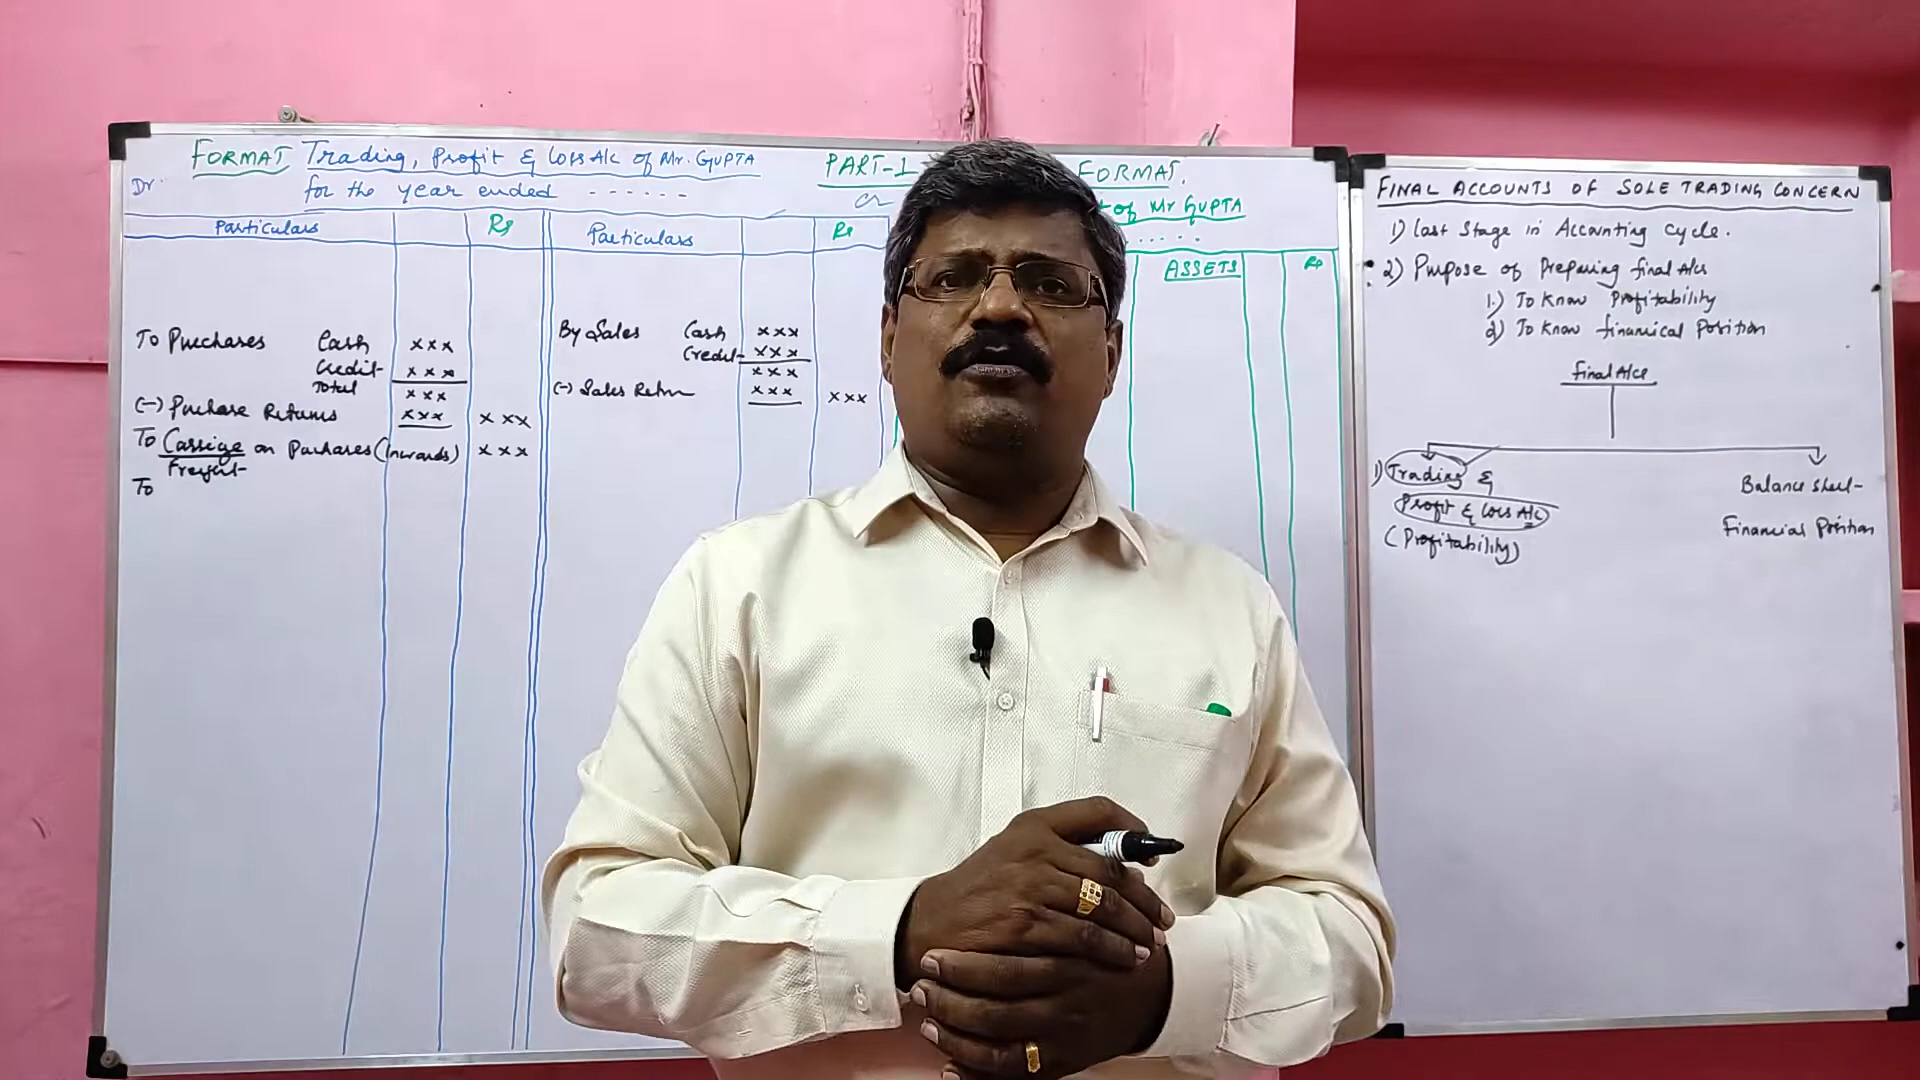 FORMAT Trading, Profit & Loss A/c of Mr. GUPTA
for the year ended - - - - - -
Dr.
Cr
Particulars Rs Particulars Rs
To Purchases Cash xxx
Credit xxx
Total xxx
(-) Purchase Returns xxx xxx
To Carriage on Purchases (Inwards) xxx
Freight
To
By Sales Cash xxx
Credit xxx
xxx
(-) Sales Return xxx xxx
PART-1
FORMAT.
of Mr GUPTA
.....
ASSETS Rs
FINAL ACCOUNTS OF SOLE TRADING CONCERN
1) Last Stage in Accounting Cycle.
2) Purpose of Preparing final A/cs
1.) To Know Profitability
2) To Know financial Position
Final A/cs
1) Trading &
Profit & Loss A/c
(Profitability)
Balance Sheet
Financial Position